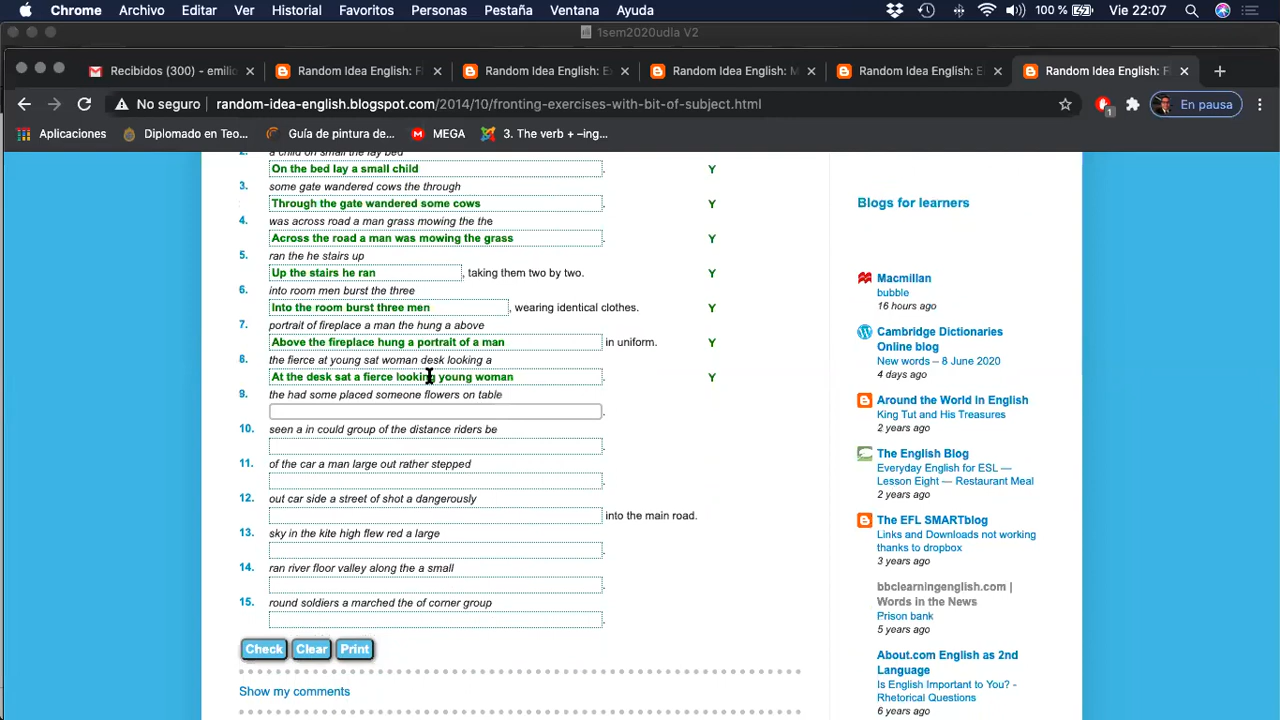 Chrome Archivo Editar Ver Historial Favoritos Personas Pestaña Ventana Ayuda 100 % Vie 22:07
1sem2020udla V2
Recibidos (300) - emilio Random Idea English: F Random Idea English: E Random Idea English: M Random Idea English: E Random Idea English: F
No seguro random-idea-english.blogspot.com/2014/10/fronting-exercises-with-bit-of-subject.html 1 En pausa
Aplicaciones Diplomado en Teo... Guía de pintura de... MEGA 3. The verb + –ing...
2. a child on small the lay bed
On the bed lay a small child . Y
3. some gate wandered cows the through
Through the gate wandered some cows . Y
4. was across road a man grass mowing the the
Across the road a man was mowing the grass . Y
5. ran the he stairs up
Up the stairs he ran , taking them two by two. Y
6. into room men burst the three
Into the room burst three men , wearing identical clothes. Y
7. portrait of fireplace a man the hung a above
Above the fireplace hung a portrait of a man in uniform. Y
8. the fierce at young sat woman desk looking a
At the desk sat a fierce looking young woman . Y
9. the had some placed someone flowers on table
.
10. seen a in could group of the distance riders be
.
11. of the car a man large out rather stepped
.
12. out car side a street of shot a dangerously
into the main road.
13. sky in the kite high flew red a large
.
14. ran river floor valley along the a small
.
15. round soldiers a marched the of corner group
.
Check Clear Print
Show my comments
Blogs for learners
Macmillan
bubble
16 hours ago
Cambridge Dictionaries
Online blog
New words – 8 June 2020
4 days ago
Around the World in English
King Tut and His Treasures
2 years ago
The English Blog
Everyday English for ESL —
Lesson Eight — Restaurant Meal
2 years ago
The EFL SMARTblog
Links and Downloads not working
thanks to dropbox
3 years ago
bbclearningenglish.com |
Words in the News
Prison bank
5 years ago
About.com English as 2nd
Language
Is English Important to You? -
Rhetorical Questions
6 years ago